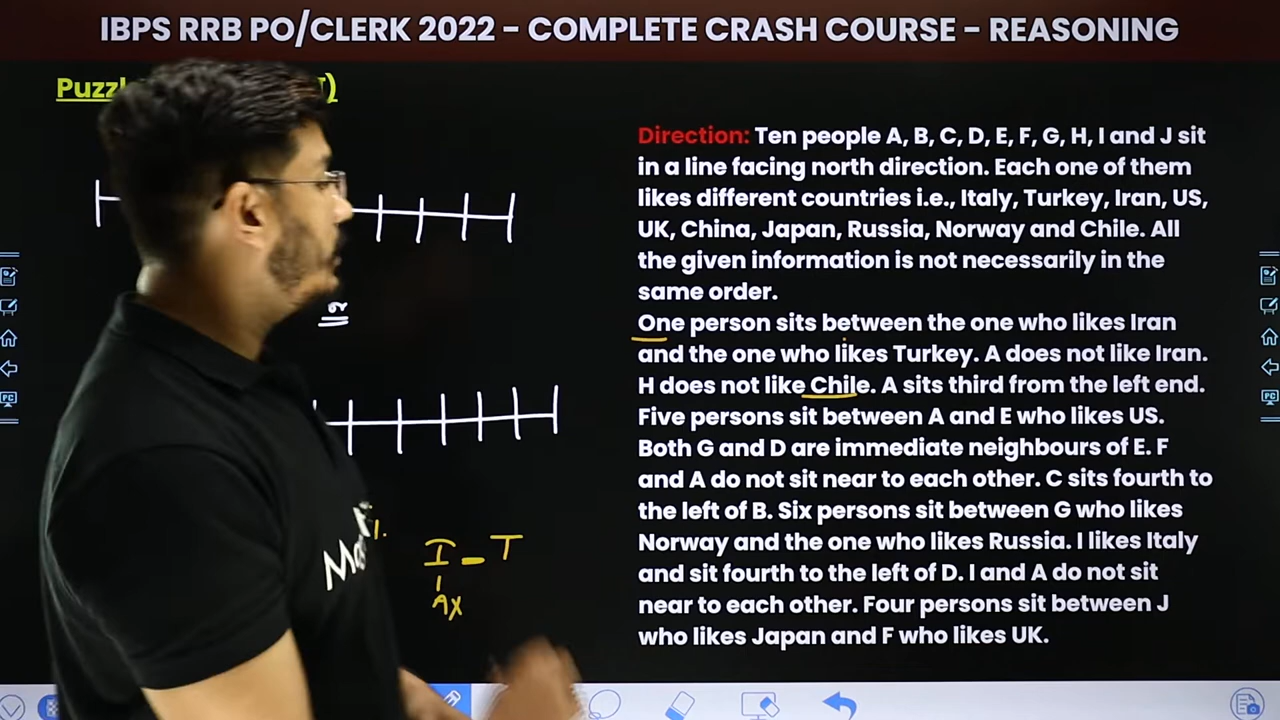 IBPS RRB PO/CLERK 2022 - COMPLETE CRASH COURSE - REASONING
Direction: Ten people A, B, C, D, E, F, G, H, I and J sit
in a line facing north direction. Each one of them
likes different countries i.e., Italy, Turkey, Iran, US,
UK, China, Japan, Russia, Norway and Chile. All
the given information is not necessarily in the
same order.
One person sits between the one who likes Iran
and the one who likes Turkey. A does not like Iran.
H does not like Chile. A sits third from the left end.
Five persons sit between A and E who likes US.
Both G and D are immediate neighbours of E. F
and A do not sit near to each other. C sits fourth to
the left of B. Six persons sit between G who likes
Norway and the one who likes Russia. I likes Italy
and sit fourth to the left of D. I and A do not sit
near to each other. Four persons sit between J
who likes Japan and F who likes UK.
I - T
AX